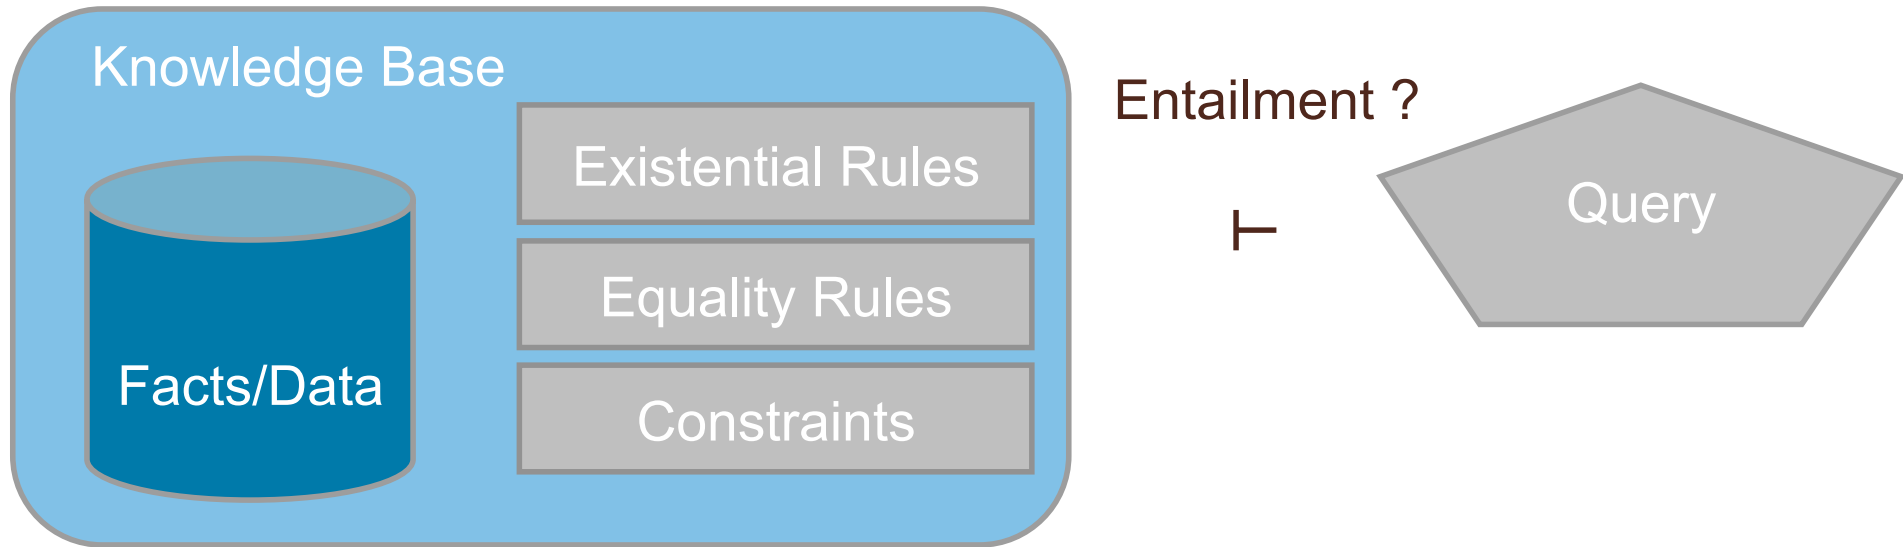 Knowledge Base
Facts/Data
Existential Rules
Equality Rules
Constraints
Entailment ?
⊢
Query